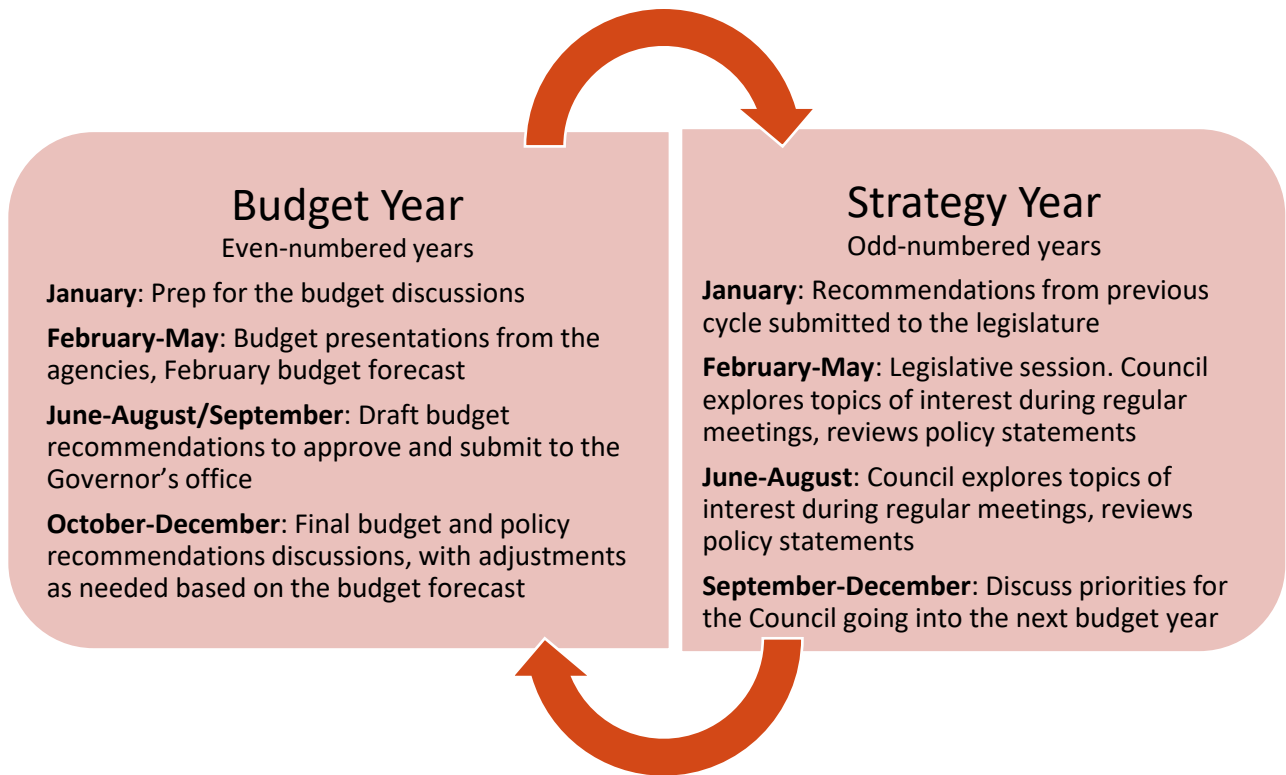 Budget Year
Even-numbered years
January: Prep for the budget discussions
February-May: Budget presentations from the
agencies, February budget forecast
June-August/September: Draft budget
recommendations to approve and submit to the
Governor’s office
October-December: Final budget and policy
recommendations discussions, with adjustments
as needed based on the budget forecast
Strategy Year
Odd-numbered years
January: Recommendations from previous
cycle submitted to the legislature
February-May: Legislative session. Council
explores topics of interest during regular
meetings, reviews policy statements
June-August: Council explores topics of
interest during regular meetings, reviews
policy statements
September-December: Discuss priorities for
the Council going into the next budget year